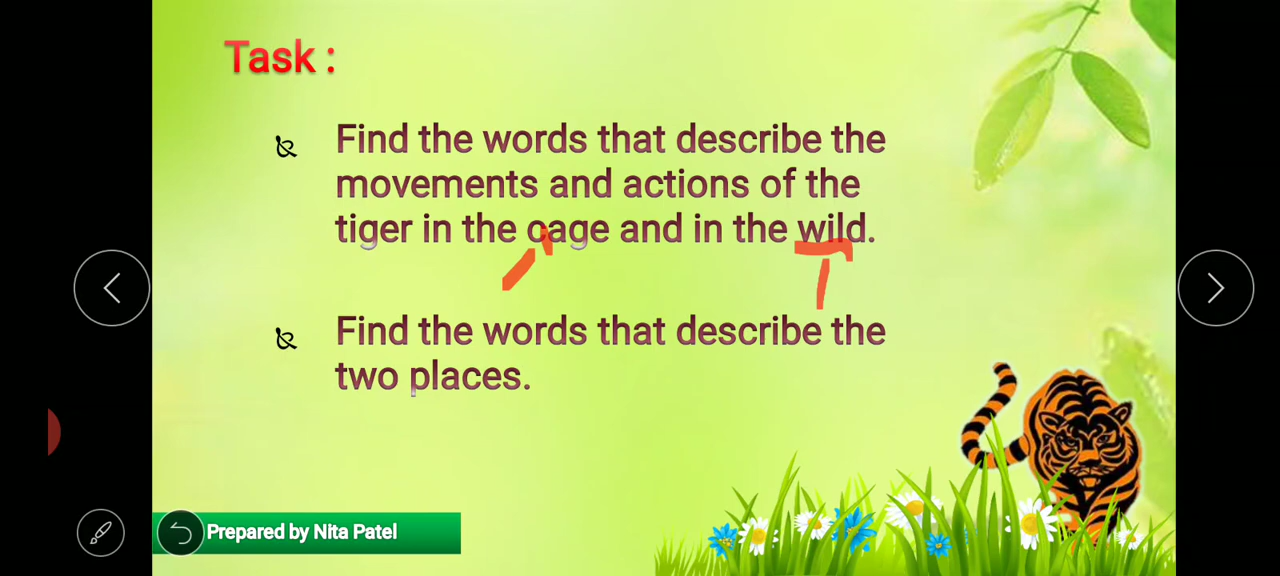 Task :
Find the words that describe the
movements and actions of the
tiger in the cage and in the wild.
Find the words that describe the
two places.
Prepared by Nita Patel